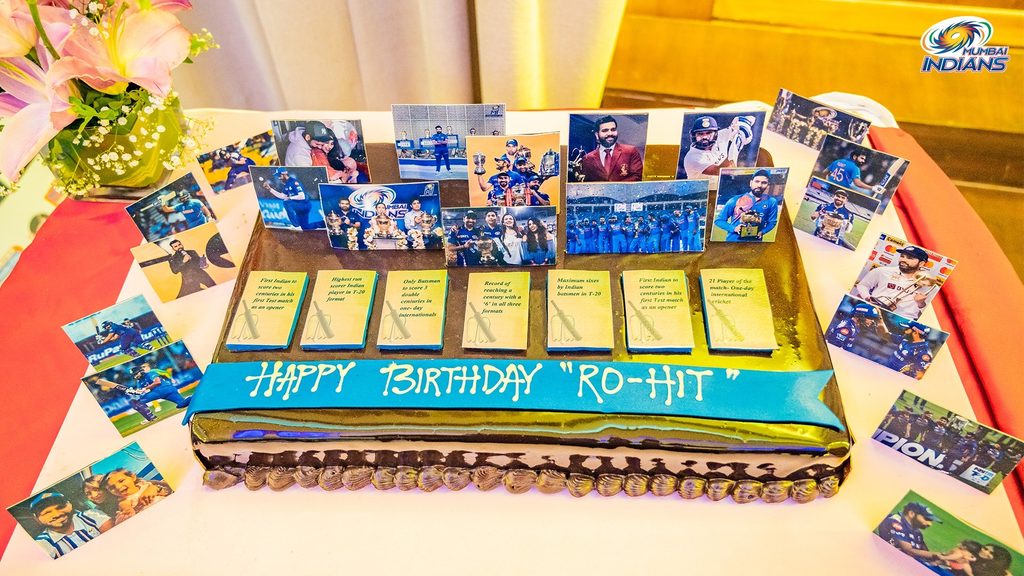 MUMBAI
INDIANS
First Indian to
score two
centuries in his
first Test match
as an opener
Highest run
scorer Indian
player in T-20
format
Only Batsman
to score 3
double
centuries in
one- day
internationals
Record of
reaching a
century with a
'6' in all three
formats
Maximum sixes
by Indian
batsmen in T-20
First Indian to
score two
centuries in his
first Test match
as an opener
21 Player of the
match- One-day
international
cricket
HAPPY BIRTHDAY "RO-HIT"
INDIANS
45
PION